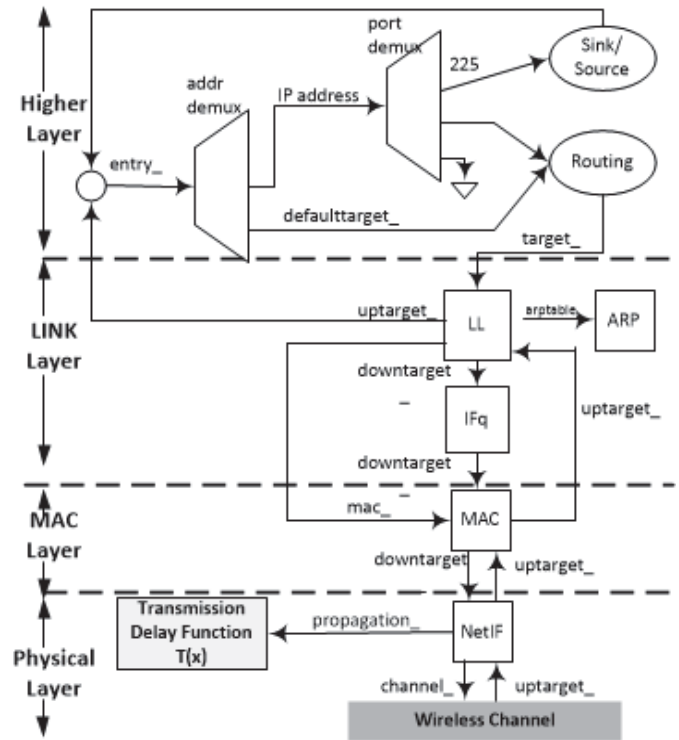 port
demux
225
Sink/
Source
addr
demux
IP address
Higher
Layer
entry_
Routing
defaulttarget_
target_
LINK
Layer
uptarget_
LL
arptable
ARP
downtarget
_
IFq
uptarget_
downtarget
_
MAC
Layer
mac_
MAC
downtarget
uptarget_
Transmission
Delay Function
T(x)
propagation_
NetIF
Physical
Layer
channel_
uptarget_
Wireless Channel